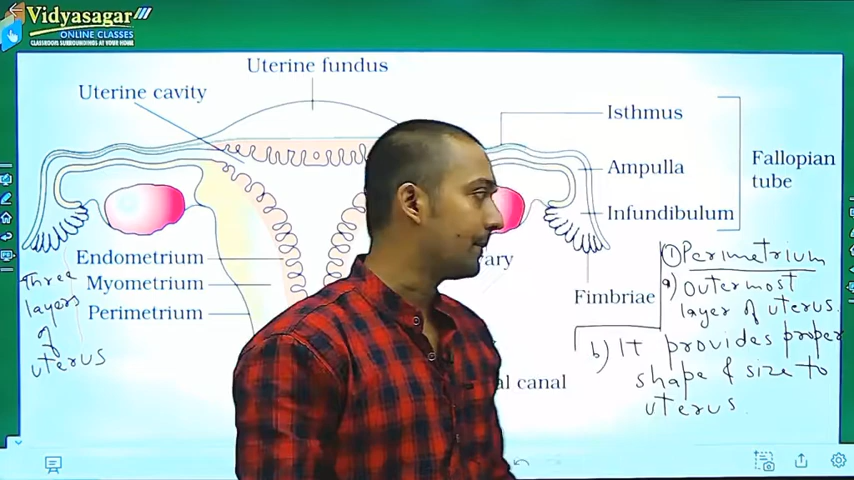 Vidyasagar
ONLINE CLASSES
CLASSROOM SURROUNDINGS AT YOUR HOME
Uterine fundus
Uterine cavity
Isthmus
Ampulla
Fallopian
tube
Infundibulum
Endometrium
Myometrium
Perimetrium
Fimbriae
Three
layers
of
uterus
① Perimetrium
a) Outermost
layer of uterus.
b) It provides proper
shape & size to
uterus.
al canal